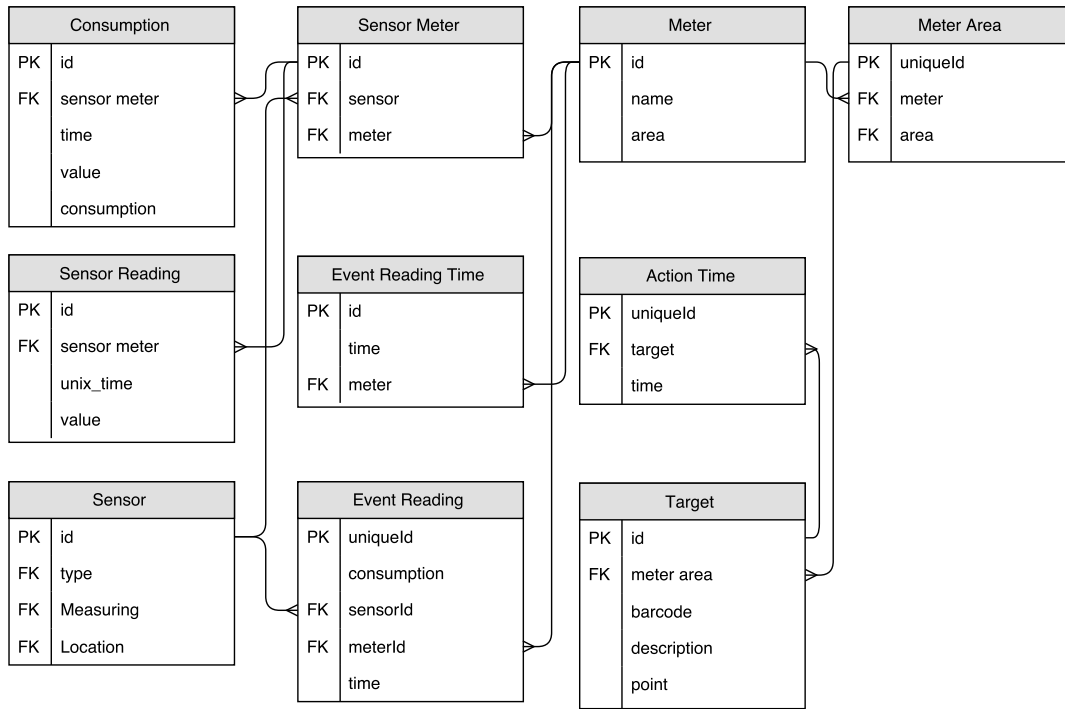 Consumption
PK id
FK sensor meter
time
value
consumption
Sensor Meter
PK id
FK sensor
FK meter
Meter
PK id
name
area
Meter Area
PK uniqueId
FK meter
FK area
Sensor Reading
PK id
FK sensor meter
unix_time
value
Event Reading Time
PK id
time
FK meter
Action Time
PK uniqueId
FK target
time
Sensor
PK id
FK type
FK Measuring
FK Location
Event Reading
PK uniqueId
consumption
FK sensorId
FK meterId
time
Target
PK id
FK meter area
barcode
description
point